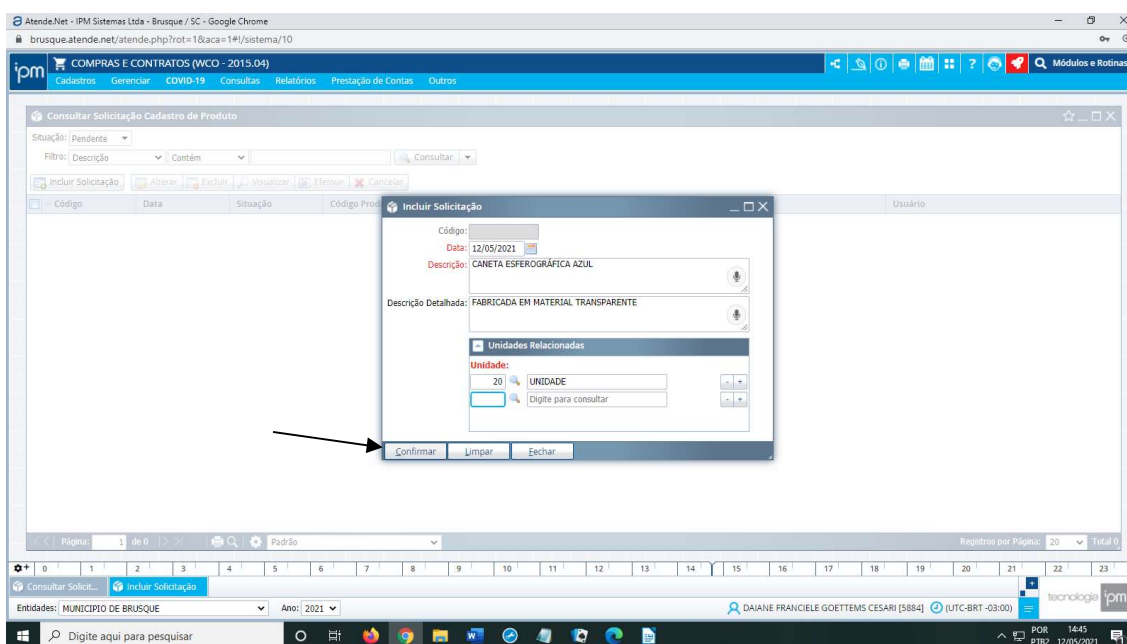 Atende.Net - IPM Sistemas Ltda - Brusque / SC - Google Chrome
brusque.atende.net/atende.php?rot=1&aca=1#!/sistema/10
ipm COMPRAS E CONTRATOS (WCO - 2015.04) Módulos e Rotinas
Cadastros Gerenciar COVID-19 Consultas Relatórios Prestação de Contas Outros
Consultar Solicitação Cadastro de Produto
Situação: Pendente
Filtro: Descrição Contém Consultar
Incluir Solicitação Alterar Excluir Visualizar Efetivar Cancelar
Código Data Situação Código Prod Usuário
Incluir Solicitação
Código:
Data: 12/05/2021
Descrição: CANETA ESFEROGRÁFICA AZUL
Descrição Detalhada: FABRICADA EM MATERIAL TRANSPARENTE
Unidades Relacionadas
Unidade:
20 UNIDADE - +
Digite para consultar - +
Confirmar Limpar Fechar
Página: 1 de 0 Padrão Registros por Página: 20 Total 0
0 1 2 3 4 5 6 7 8 9 10 11 12 13 14 15 16 17 18 19 20 21 22 23
Consultar Solicit... Incluir Solicitação
Entidades: MUNICIPIO DE BRUSQUE Ano: 2021 DAIANE FRANCIELE GOETTEMS CESARI [5884] (UTC-BRT -03:00) tecnologia ipm
Digite aqui para pesquisar POR 14:45
PTB2 12/05/2021